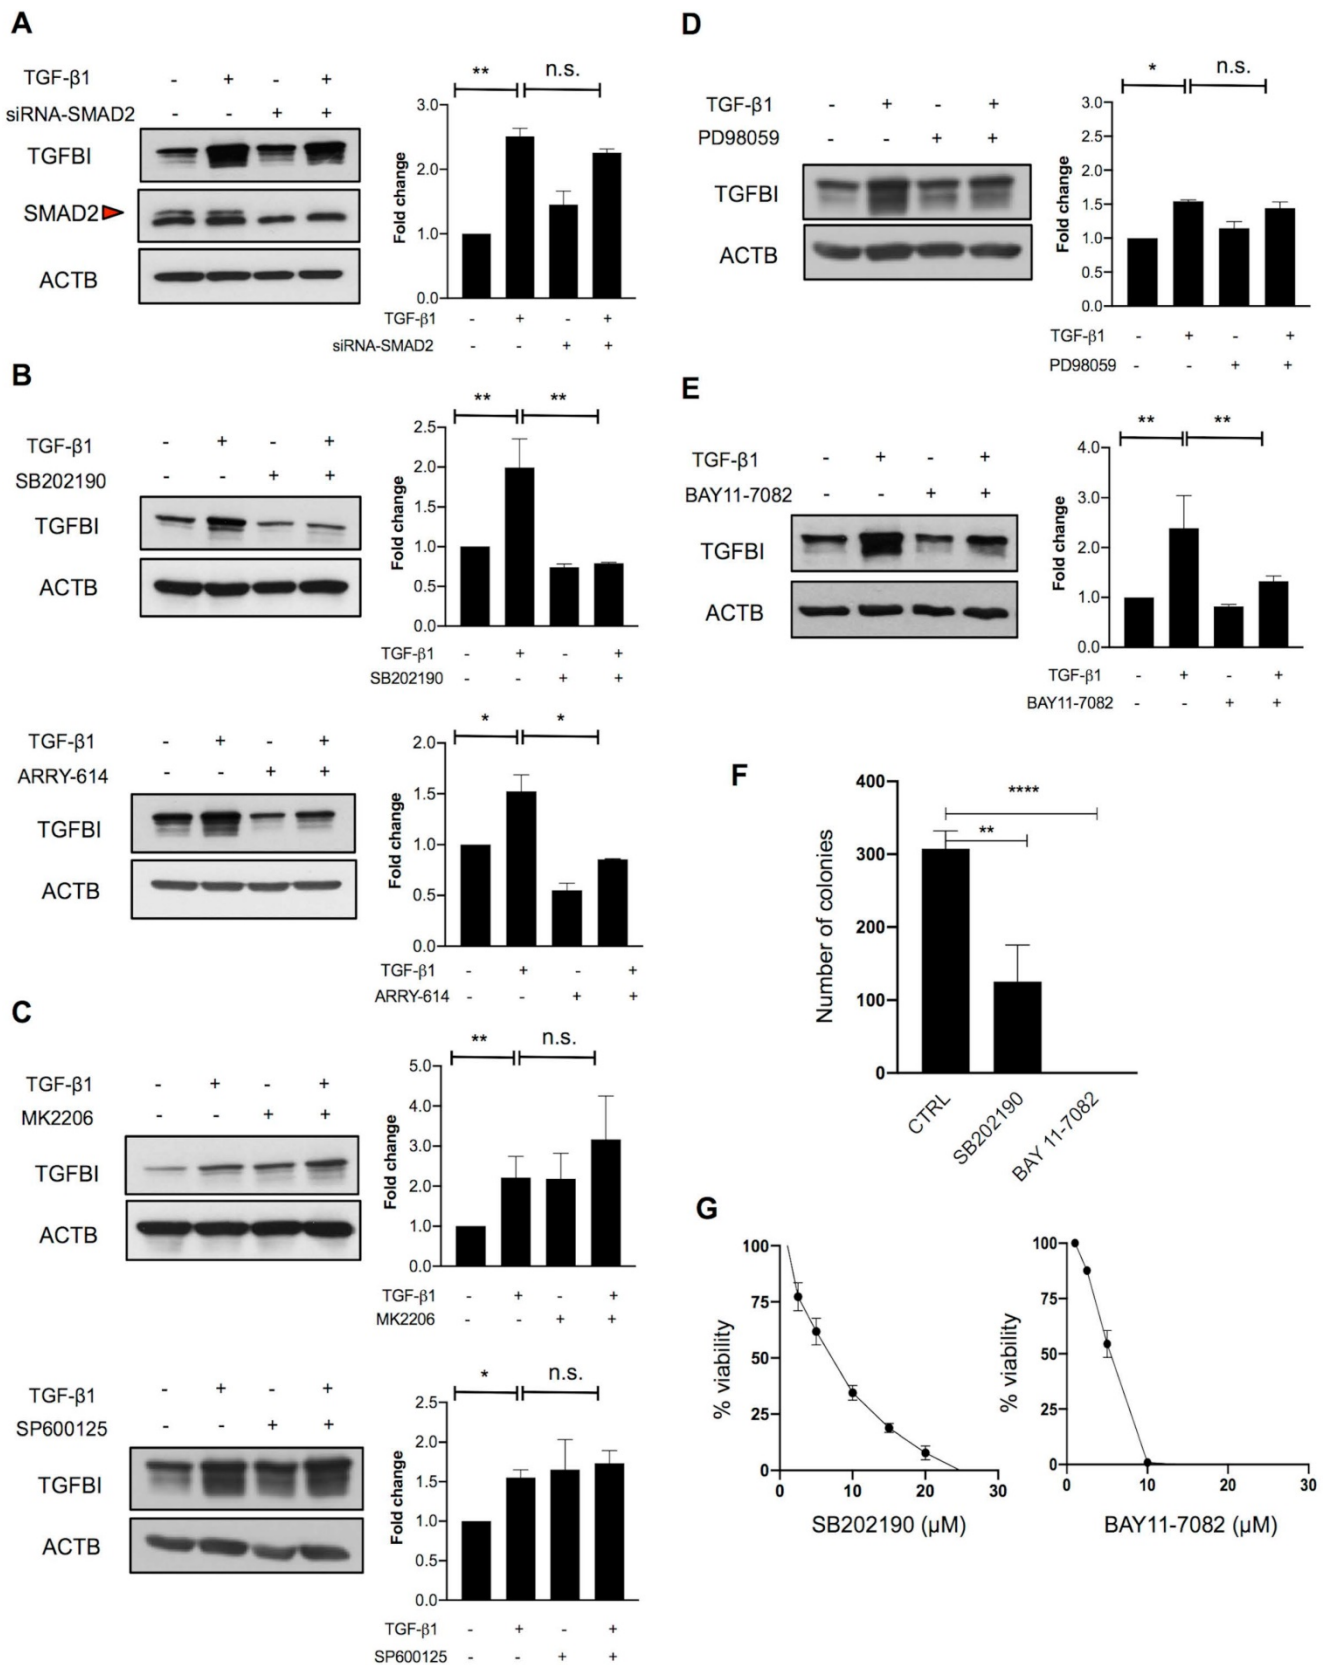 A
TGF-β1 - + - +
siRNA-SMAD2 - - + +
TGFBI
SMAD2
ACTB
** n.s.
Fold change
3.0
2.0
1.0
0.0
TGF-β1 - + - +
siRNA-SMAD2 - - + +
B
TGF-β1 - + - +
SB202190 - - + +
TGFBI
ACTB
** **
Fold change
2.5
2.0
1.5
1.0
0.5
0.0
TGF-β1 - + - +
SB202190 - - + +
TGF-β1 - + - +
ARRY-614 - - + +
TGFBI
ACTB
* *
Fold change
2.0
1.5
1.0
0.5
0.0
TGF-β1 - + - +
ARRY-614 - - + +
C
TGF-β1 - + - +
MK2206 - - + +
TGFBI
ACTB
** n.s.
Fold change
5.0
4.0
3.0
2.0
1.0
0.0
TGF-β1 - + - +
MK2206 - - + +
TGF-β1 - + - +
SP600125 - - + +
TGFBI
ACTB
* n.s.
Fold change
2.5
2.0
1.5
1.0
0.5
0.0
TGF-β1 - + - +
SP600125 - - + +
D
TGF-β1 - + - +
PD98059 - - + +
TGFBI
ACTB
* n.s.
Fold change
3.0
2.5
2.0
1.5
1.0
0.5
0.0
TGF-β1 - + - +
PD98059 - - + +
E
TGF-β1 - + - +
BAY11-7082 - - + +
TGFBI
ACTB
** **
Fold change
4.0
3.0
2.0
1.0
0.0
TGF-β1 - + - +
BAY11-7082 - - + +
F
Number of colonies
400
300
200
100
0
****
**
CTRL
SB202190
BAY 11-7082
G
% viability
100
75
50
25
0
0 10 20 30
SB202190 (µM)
% viability
100
75
50
25
0
0 10 20 30
BAY11-7082 (µM)